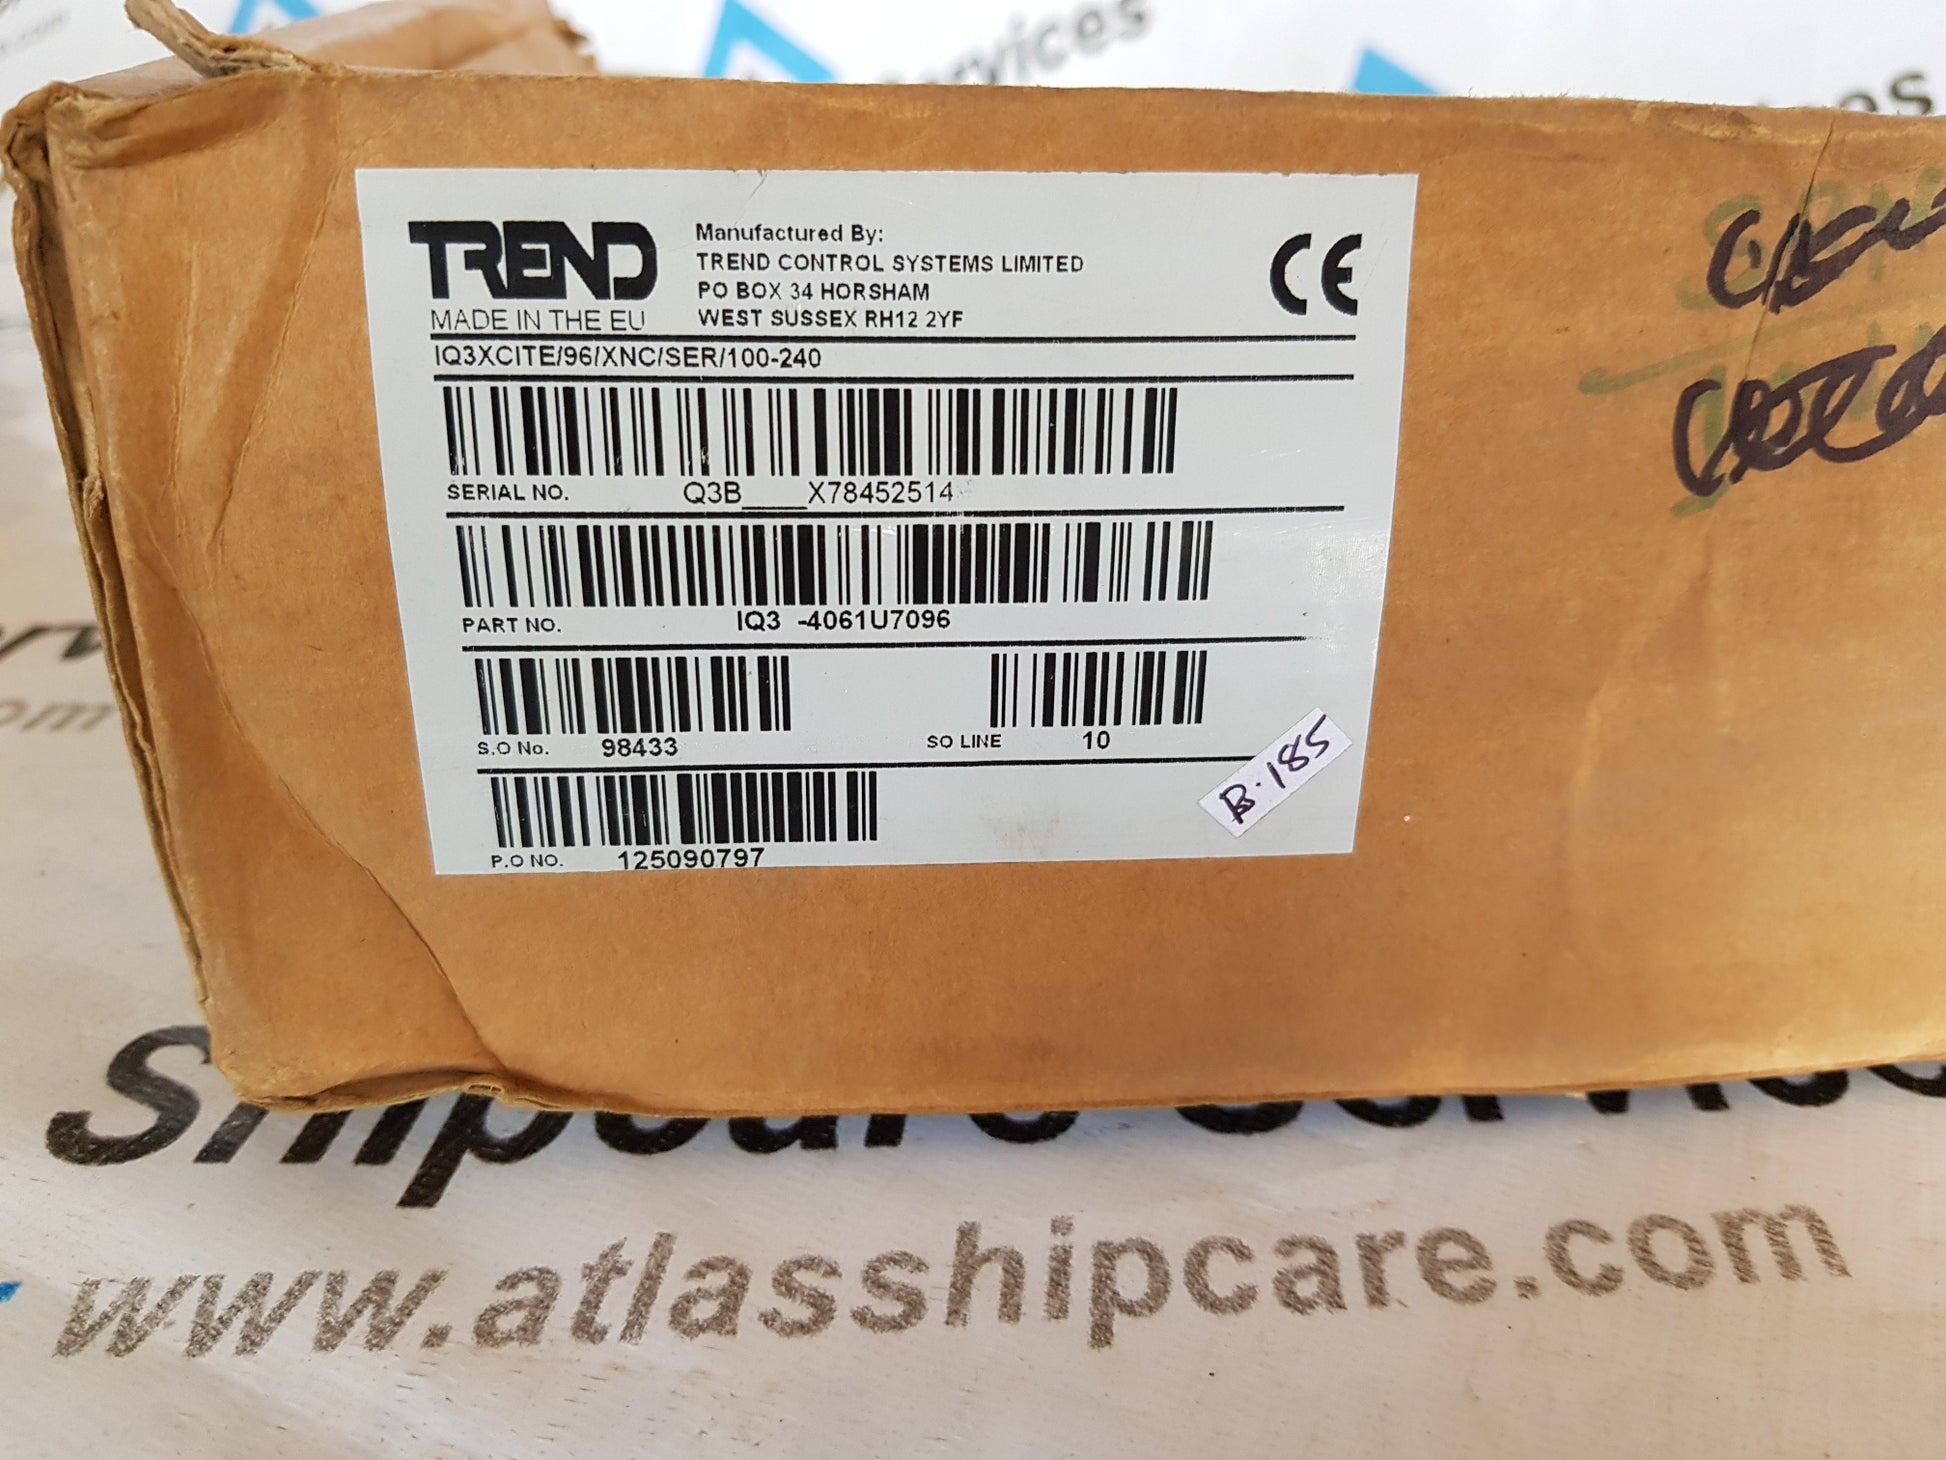 TREND
MADE IN THE EU
Manufactured By:
TREND CONTROL SYSTEMS LIMITED
PO BOX 34 HORSHAM
WEST SUSSEX RH12 2YF
CE
IQ3XCITE/96/XNC/SER/100-240
SERIAL NO. Q3B____X78452514
PART NO. IQ3 -4061U7096
S.O No. 98433 SO LINE 10
B.185
P.O NO. 125090797
Shipcare Services
www.atlasshipcare.com